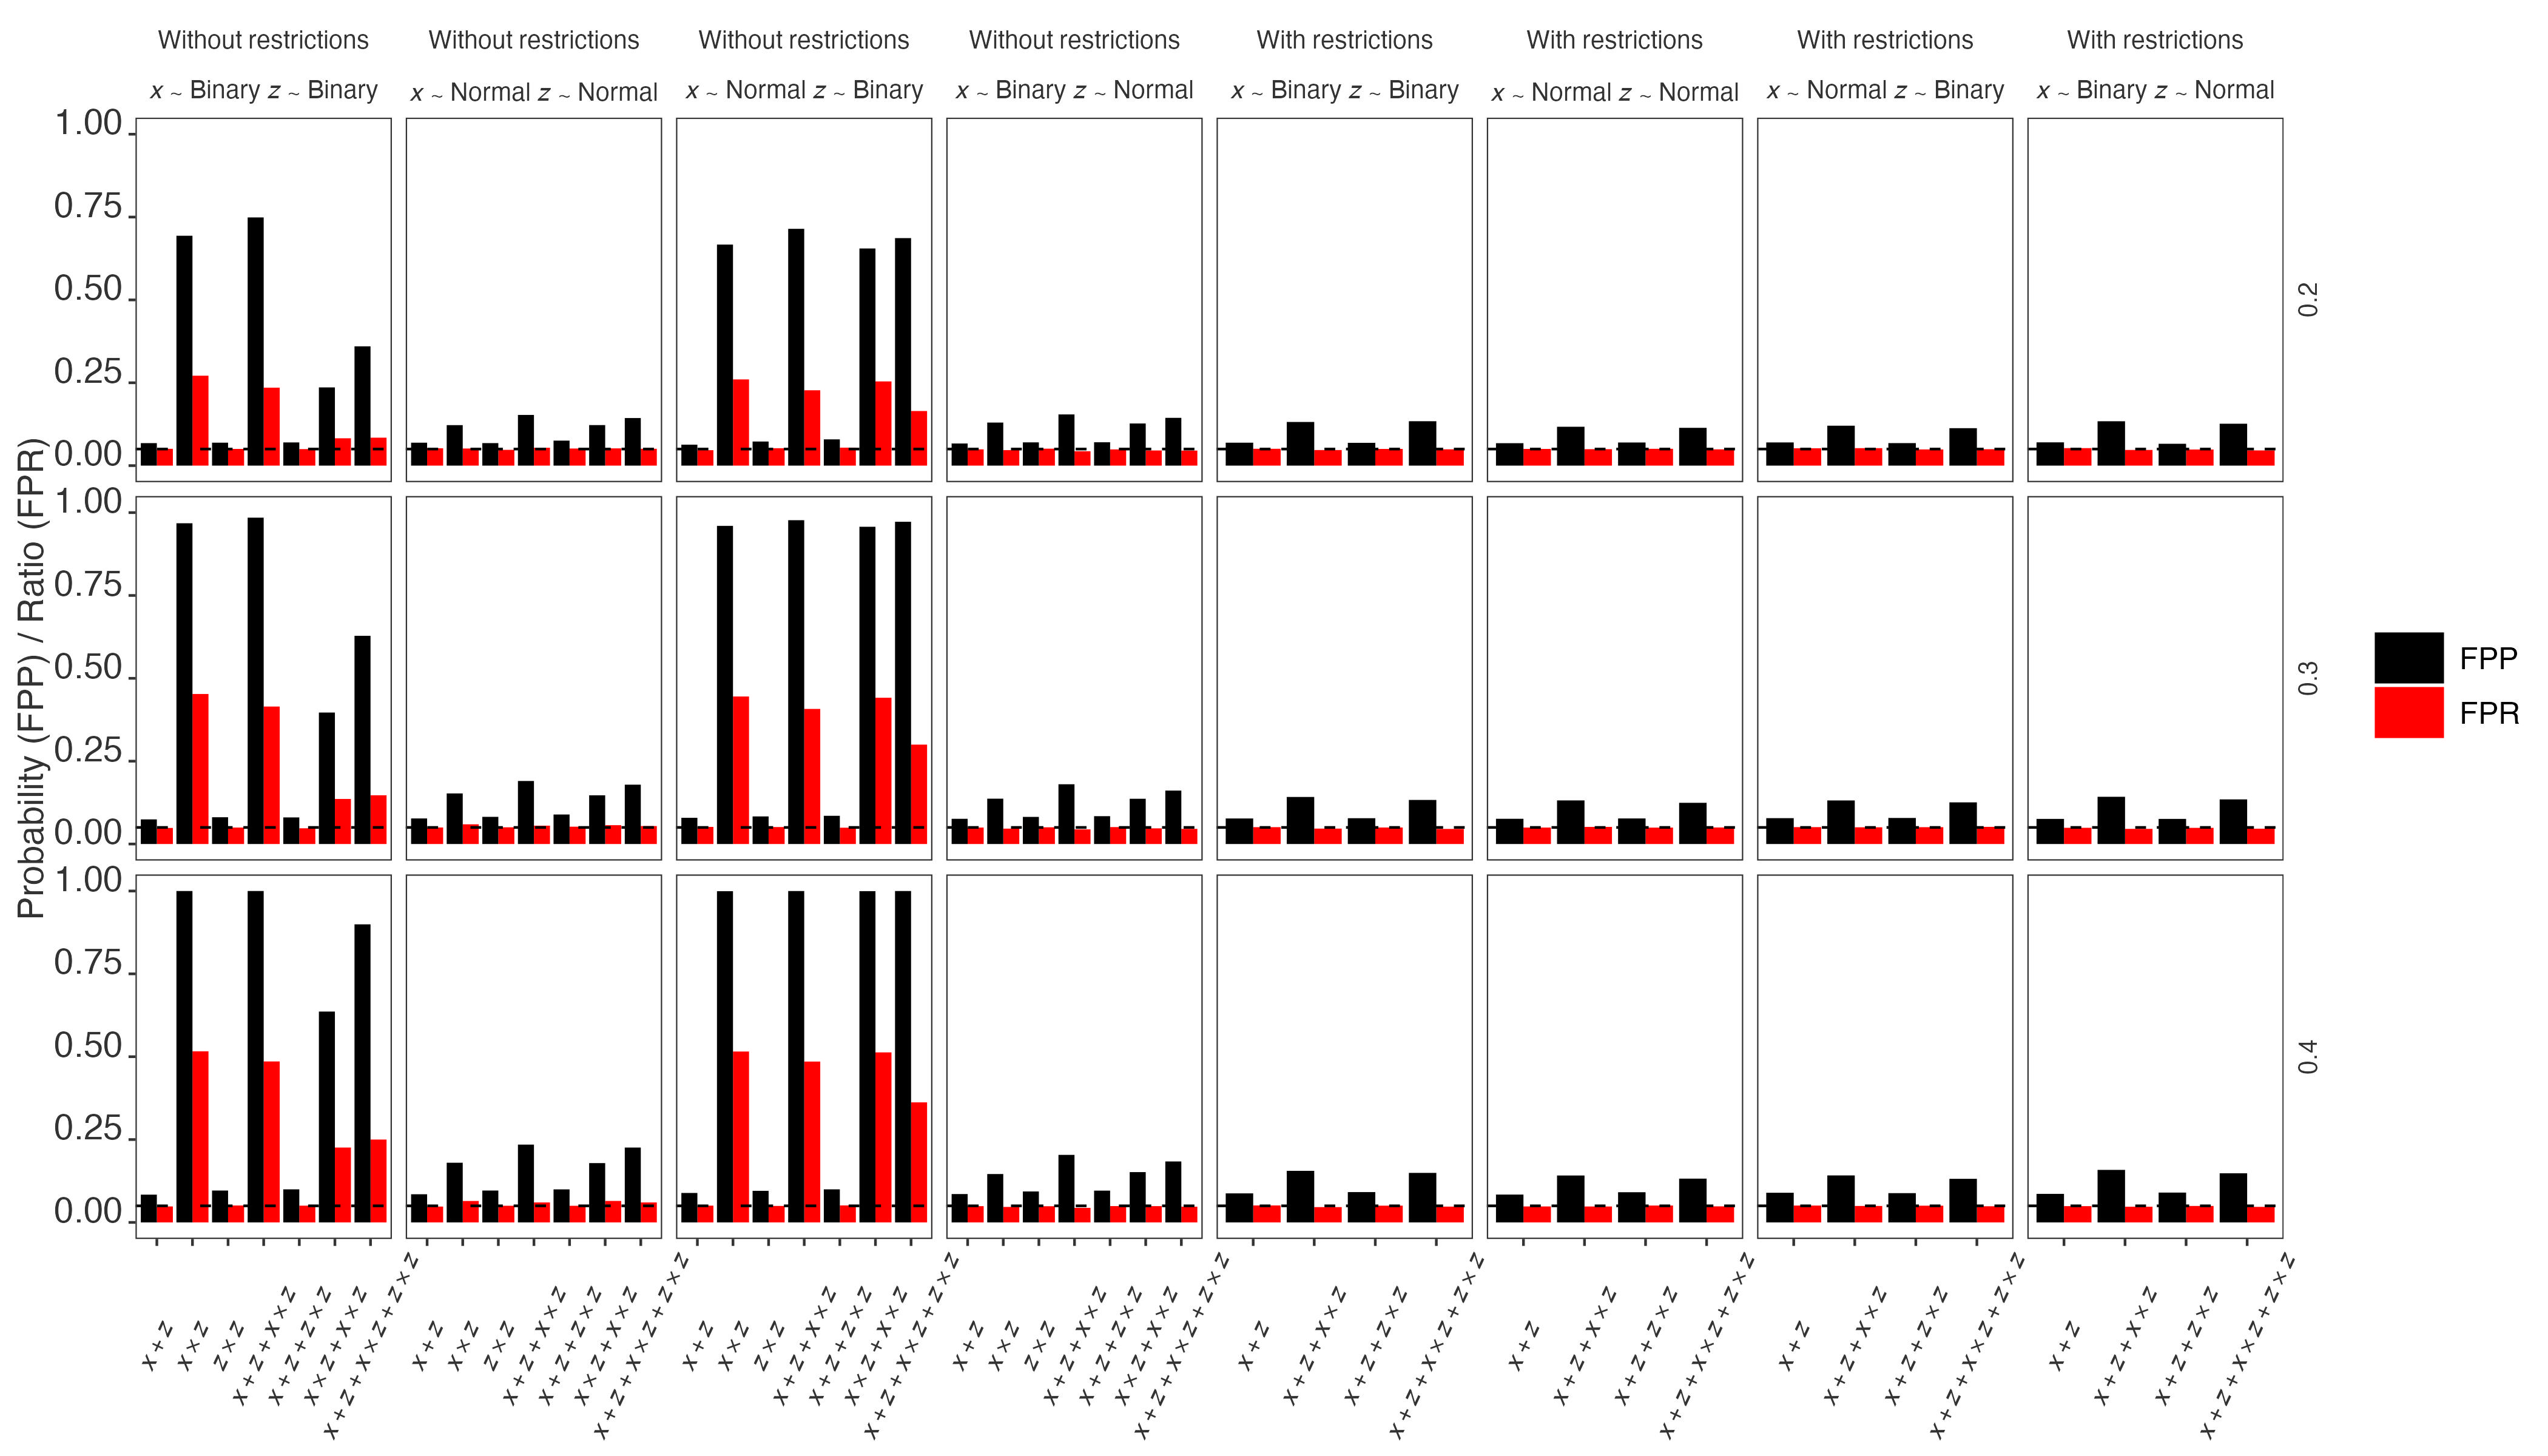 Without restrictions Without restrictions Without restrictions Without restrictions With restrictions With restrictions With restrictions With restrictions
x ~ Binary z ~ Binary x ~ Normal z ~ Normal x ~ Normal z ~ Binary x ~ Binary z ~ Normal x ~ Binary z ~ Binary x ~ Normal z ~ Normal x ~ Normal z ~ Binary x ~ Binary z ~ Normal
Probability (FPP) / Ratio (FPR)
1.00
0.75
0.50
0.25
0.00
0.2
1.00
0.75
0.50
0.25
0.00
0.3
1.00
0.75
0.50
0.25
0.00
0.4
x + z
x × z
z × z
x + z + x × z
x + z + z × z
x × z + x × z
x + z + x × z + z × z
x + z
x × z
z × z
x + z + x × z
x + z + z × z
x × z + x × z
x + z + x × z + z × z
x + z
x × z
z × z
x + z + x × z
x + z + z × z
x × z + x × z
x + z + x × z + z × z
x + z
x × z
z × z
x + z + x × z
x + z + z × z
x × z + x × z
x + z + x × z + z × z
x + z
x + z + x × z
x + z + z × z
x + z + x × z + z × z
x + z
x + z + x × z
x + z + z × z
x + z + x × z + z × z
x + z
x + z + x × z
x + z + z × z
x + z + x × z + z × z
x + z
x + z + x × z
x + z + z × z
x + z + x × z + z × z
FPP
FPR